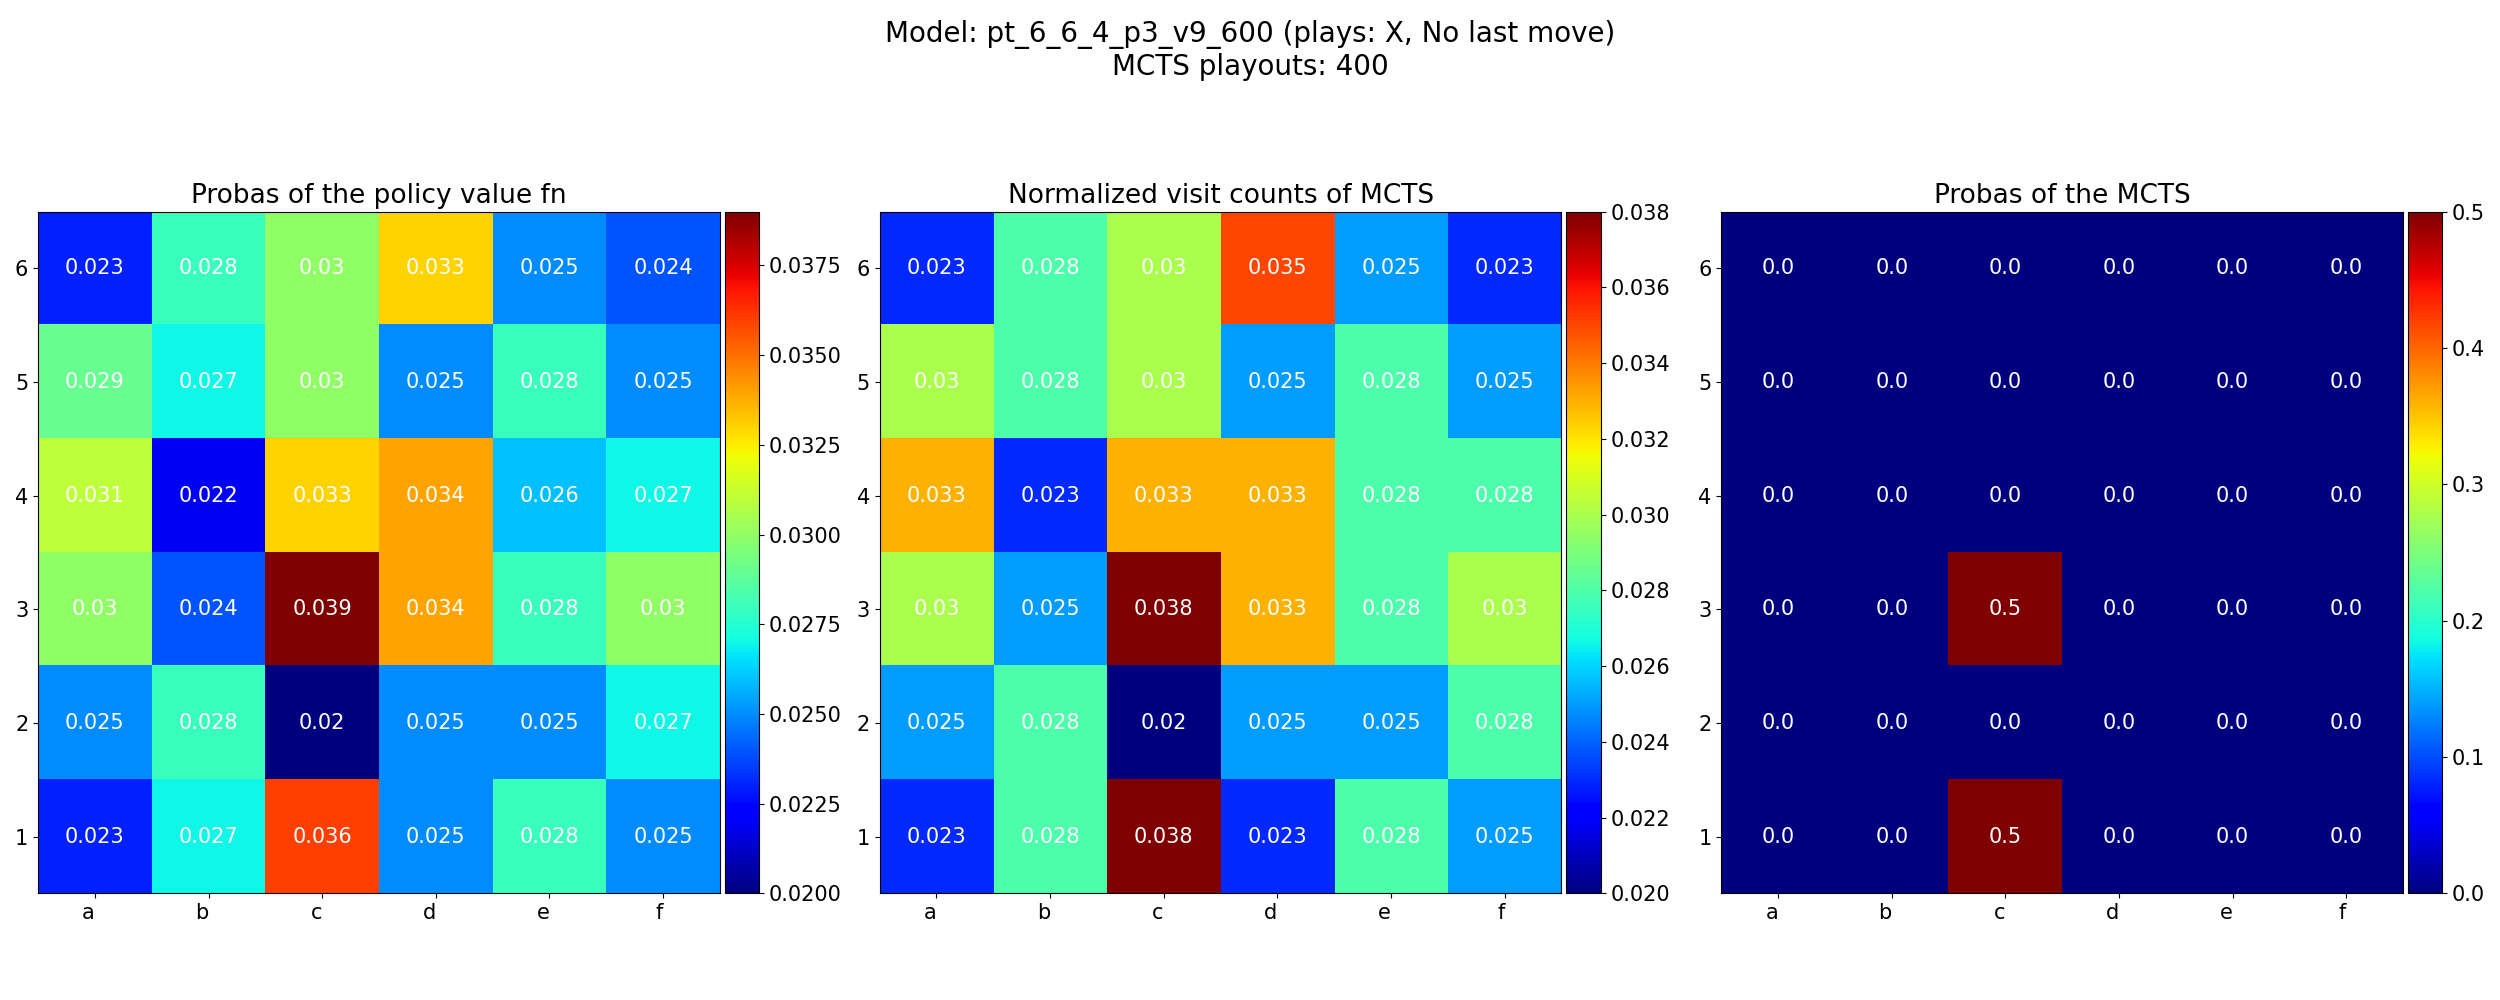 Model: pt_6_6_4_p3_v9_600 (plays: X, No last move)
MCTS playouts: 400
Probas of the policy value fn
6 0.023 0.028 0.03 0.033 0.025 0.024
5 0.029 0.027 0.03 0.025 0.028 0.025
4 0.031 0.022 0.033 0.034 0.026 0.027
3 0.03 0.024 0.039 0.034 0.028 0.03
2 0.025 0.028 0.02 0.025 0.025 0.027
1 0.023 0.027 0.036 0.025 0.028 0.025
a b c d e f
0.0375
0.0350
0.0325
0.0300
0.0275
0.0250
0.0225
0.0200
Normalized visit counts of MCTS
6 0.023 0.028 0.03 0.035 0.025 0.023
5 0.03 0.028 0.03 0.025 0.028 0.025
4 0.033 0.023 0.033 0.033 0.028 0.028
3 0.03 0.025 0.038 0.033 0.028 0.03
2 0.025 0.028 0.02 0.025 0.025 0.028
1 0.023 0.028 0.038 0.023 0.028 0.025
a b c d e f
0.038
0.036
0.034
0.032
0.030
0.028
0.026
0.024
0.022
0.020
Probas of the MCTS
6 0.0 0.0 0.0 0.0 0.0 0.0
5 0.0 0.0 0.0 0.0 0.0 0.0
4 0.0 0.0 0.0 0.0 0.0 0.0
3 0.0 0.0 0.5 0.0 0.0 0.0
2 0.0 0.0 0.0 0.0 0.0 0.0
1 0.0 0.0 0.5 0.0 0.0 0.0
a b c d e f
0.5
0.4
0.3
0.2
0.1
0.0